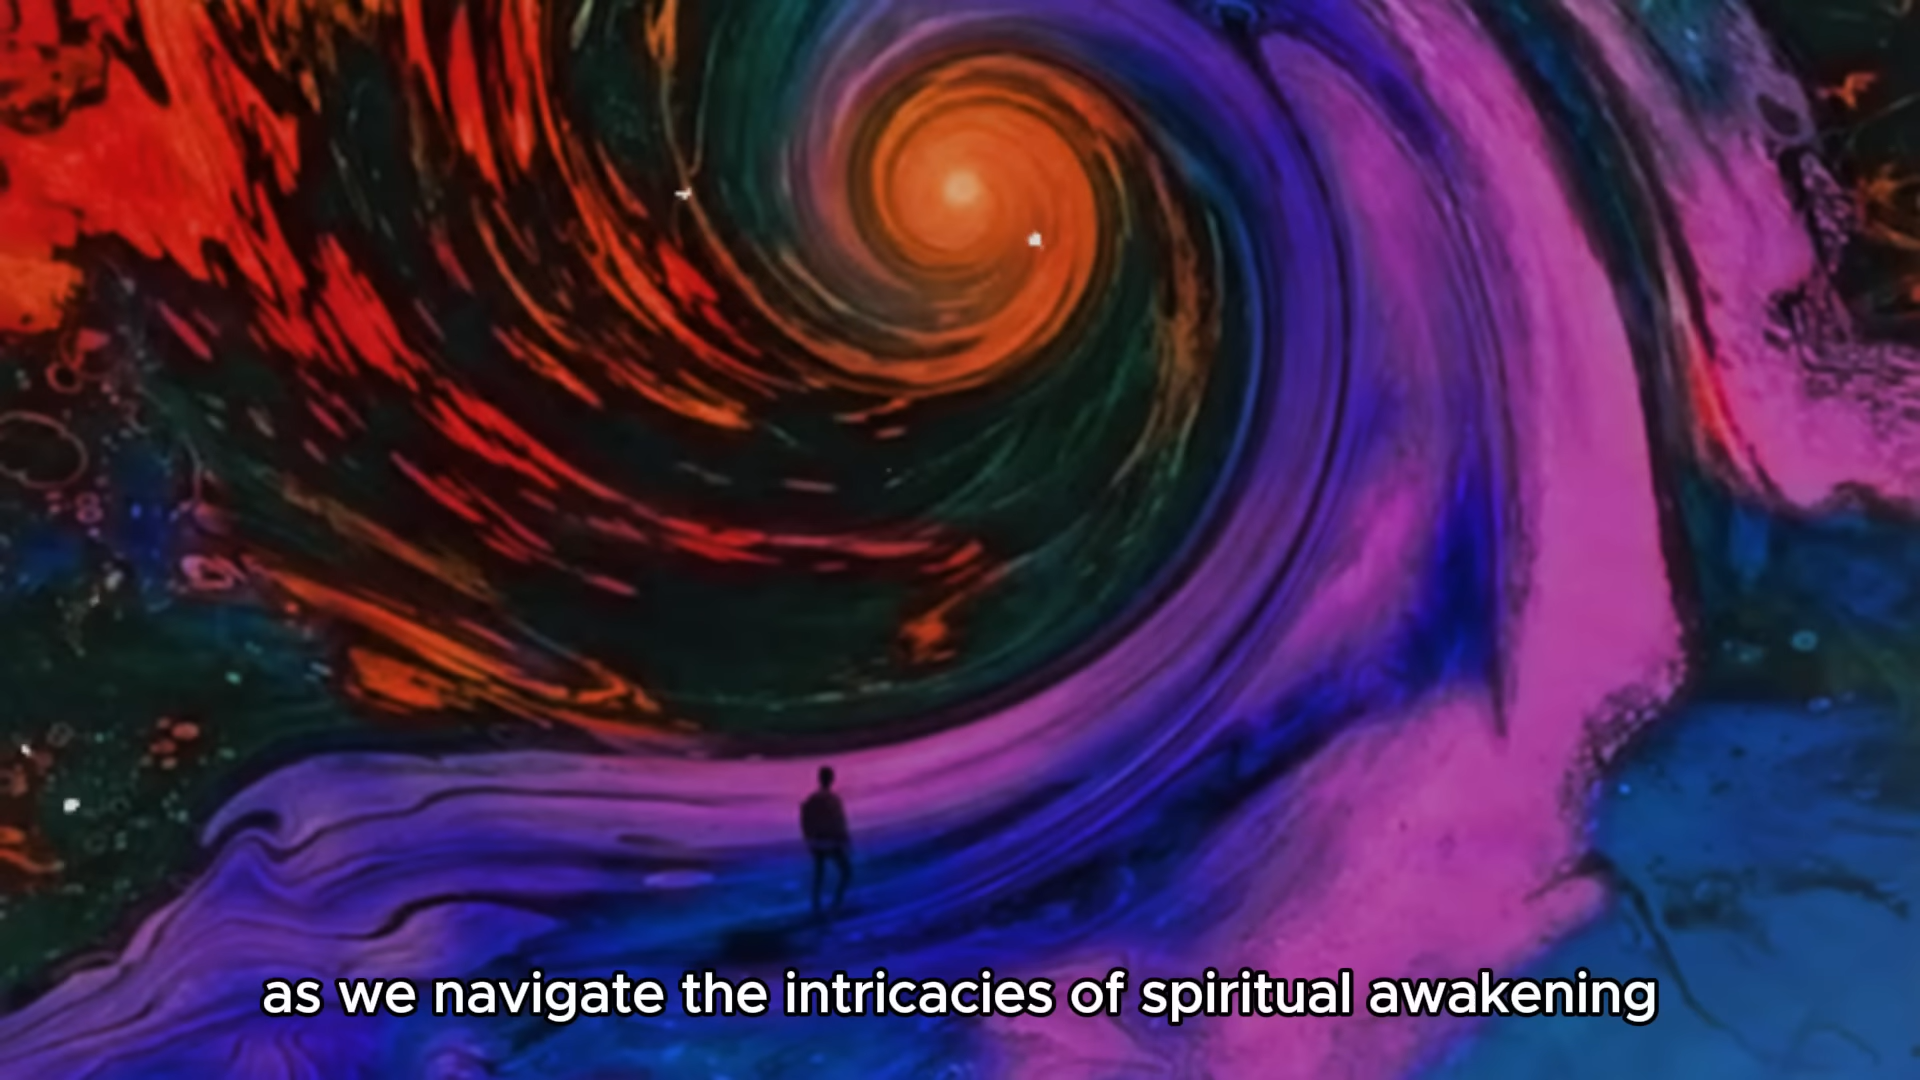 as we navigate the intricacies of spiritual awakening